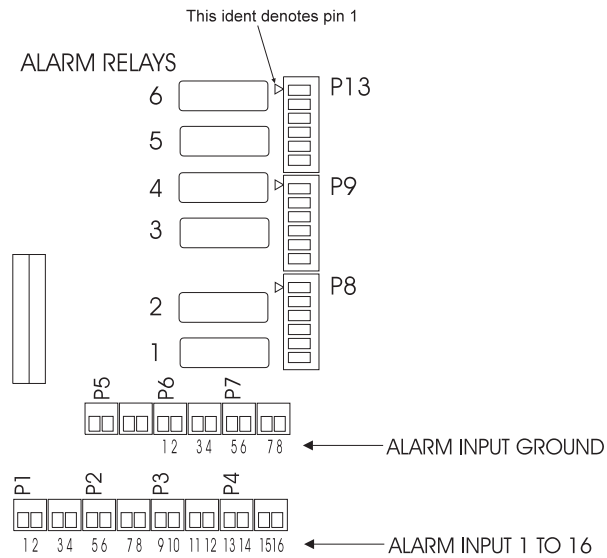 This ident denotes pin 1
ALARM RELAYS
6
P13
5
4
P9
3
P8
2
1
P5 P6 P7
1 2 3 4 5 6 7 8
ALARM INPUT GROUND
P1 P2 P3 P4
1 2 3 4 5 6 7 8 9 10 11 12 13 14 15 16
ALARM INPUT 1 TO 16